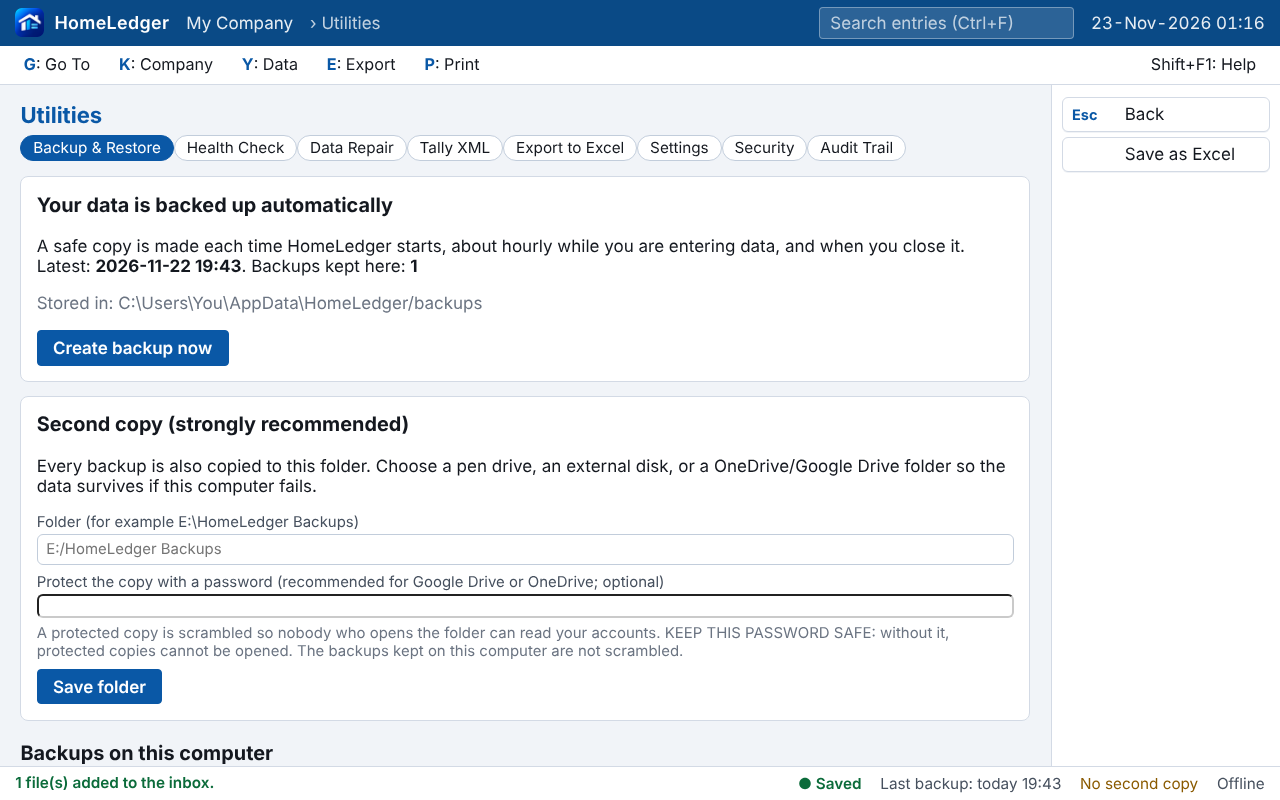 HomeLedger My Company › Utilities Search entries (Ctrl+F) 23-Nov-2026 01:16
G: Go To K: Company Y: Data E: Export P: Print Shift+F1: Help
Utilities
Backup & Restore Health Check Data Repair Tally XML Export to Excel Settings Security Audit Trail
Esc Back
Save as Excel
Your data is backed up automatically
A safe copy is made each time HomeLedger starts, about hourly while you are entering data, and when you close it.
Latest: 2026-11-22 19:43. Backups kept here: 1
Stored in: C:\Users\You\AppData\HomeLedger/backups
Create backup now
Second copy (strongly recommended)
Every backup is also copied to this folder. Choose a pen drive, an external disk, or a OneDrive/Google Drive folder so the
data survives if this computer fails.
Folder (for example E:\HomeLedger Backups)
E:/HomeLedger Backups
Protect the copy with a password (recommended for Google Drive or OneDrive; optional)
A protected copy is scrambled so nobody who opens the folder can read your accounts. KEEP THIS PASSWORD SAFE: without it,
protected copies cannot be opened. The backups kept on this computer are not scrambled.
Save folder
Backups on this computer
1 file(s) added to the inbox. Saved Last backup: today 19:43 No second copy Offline